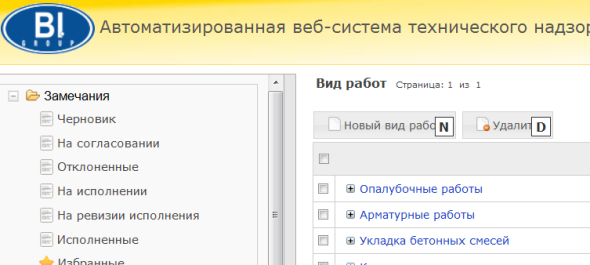 BI
GROUP
Автоматизированная веб-система технического надзор
Замечания
Черновик
На согласовании
Отклоненные
На исполнении
На ревизии исполнения
Исполненные
Избранные
Вид работ Страница: 1 из 1
Новый вид рабо N Удалит D
Опалубочные работы
Арматурные работы
Укладка бетонных смесей